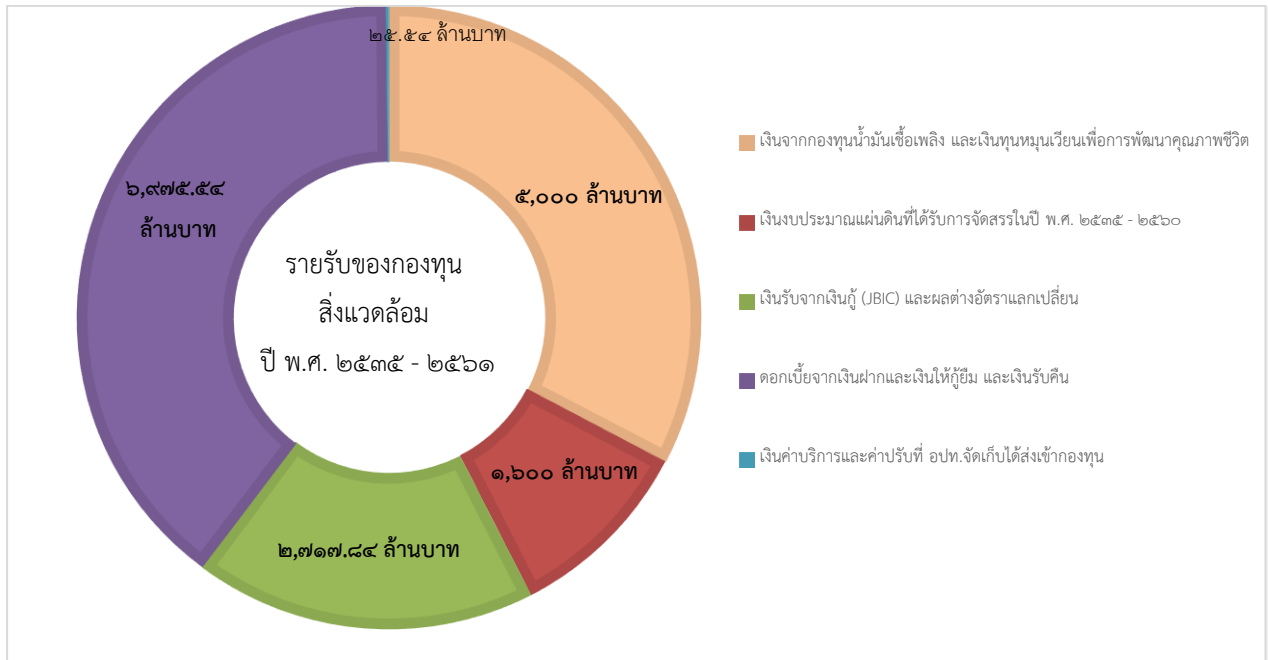 ๒๕.๕๔ ล้านบาท
๕,๐๐๐ ล้านบาท
๖,๙๗๕.๕๔
ล้านบาท
รายรับของกองทุน
สิ่งแวดล้อม
ปี พ.ศ. ๒๕๓๕ - ๒๕๖๑
๑,๖๐๐ ล้านบาท
๒,๗๑๗.๘๔ ล้านบาท
เงินจากกองทุนน้ำมันเชื้อเพลิง และเงินทุนหมุนเวียนเพื่อการพัฒนาคุณภาพชีวิต
เงินงบประมาณแผ่นดินที่ได้รับการจัดสรรในปี พ.ศ. ๒๕๓๕ - ๒๕๖๐
เงินรับจากเงินกู้ (JBIC) และผลต่างอัตราแลกเปลี่ยน
ดอกเบี้ยจากเงินฝากและเงินให้กู้ยืม และเงินรับคืน
เงินค่าบริการและค่าปรับที่ อปท.จัดเก็บได้ส่งเข้ากองทุน